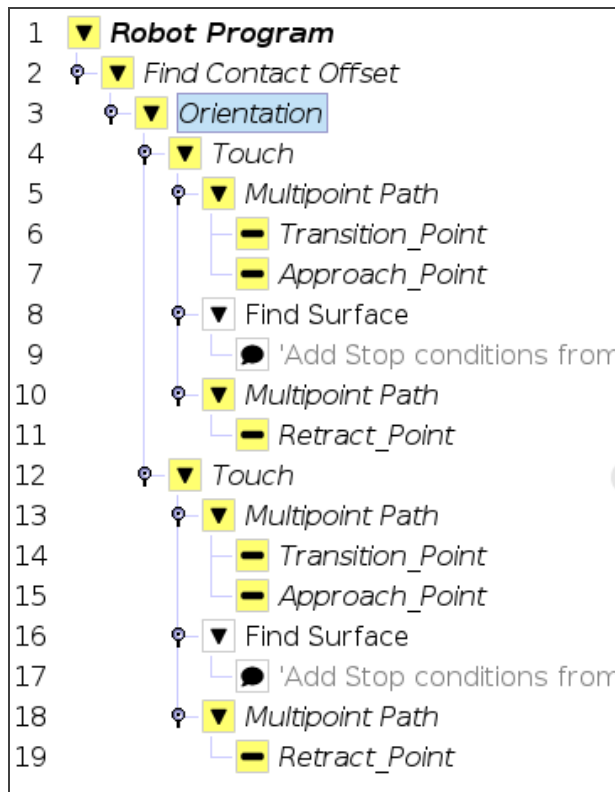 1 Robot Program
2 Find Contact Offset
3 Orientation
4 Touch
5 Multipoint Path
6 Transition_Point
7 Approach_Point
8 Find Surface
9 'Add Stop conditions from
10 Multipoint Path
11 Retract_Point
12 Touch
13 Multipoint Path
14 Transition_Point
15 Approach_Point
16 Find Surface
17 'Add Stop conditions from
18 Multipoint Path
19 Retract_Point